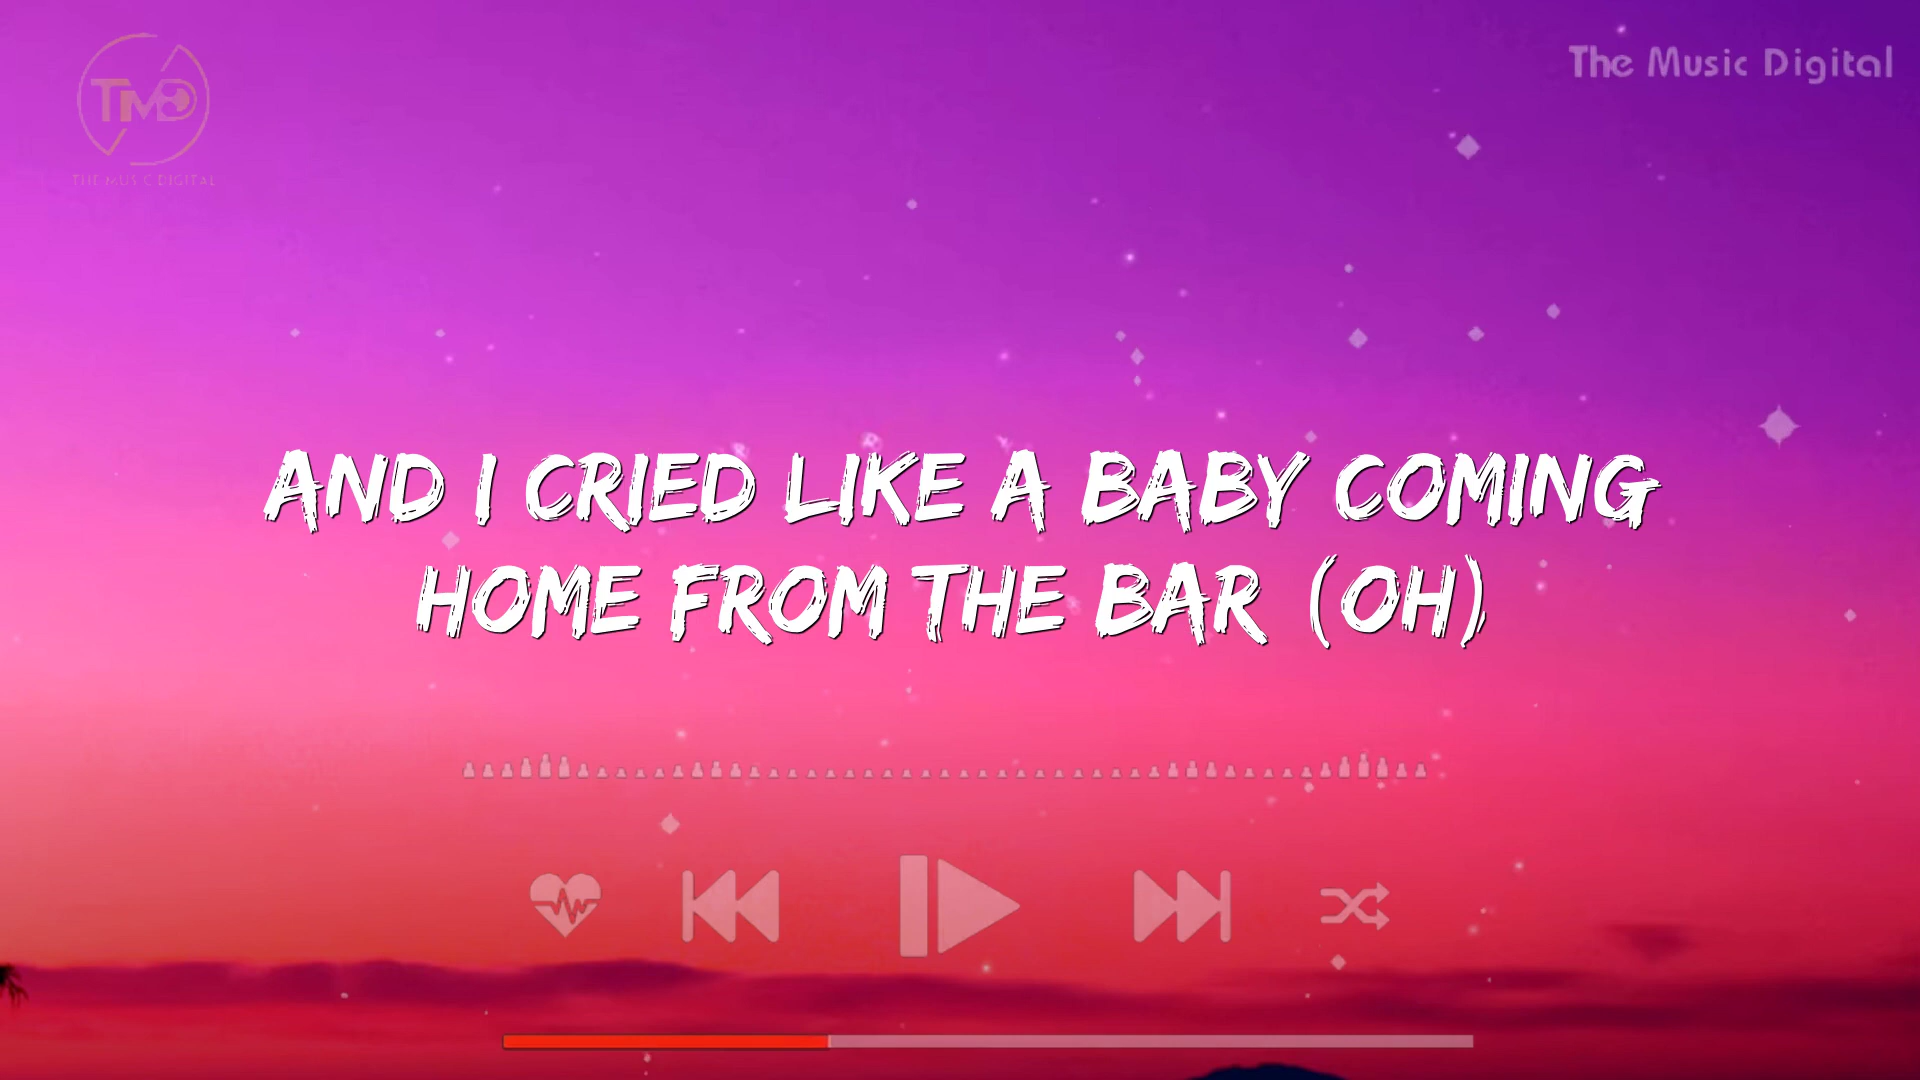 TMD
THE MUSIC DIGITAL
The Music Digital
AND I CRIED LIKE A BABY COMING
HOME FROM THE BAR (OH)